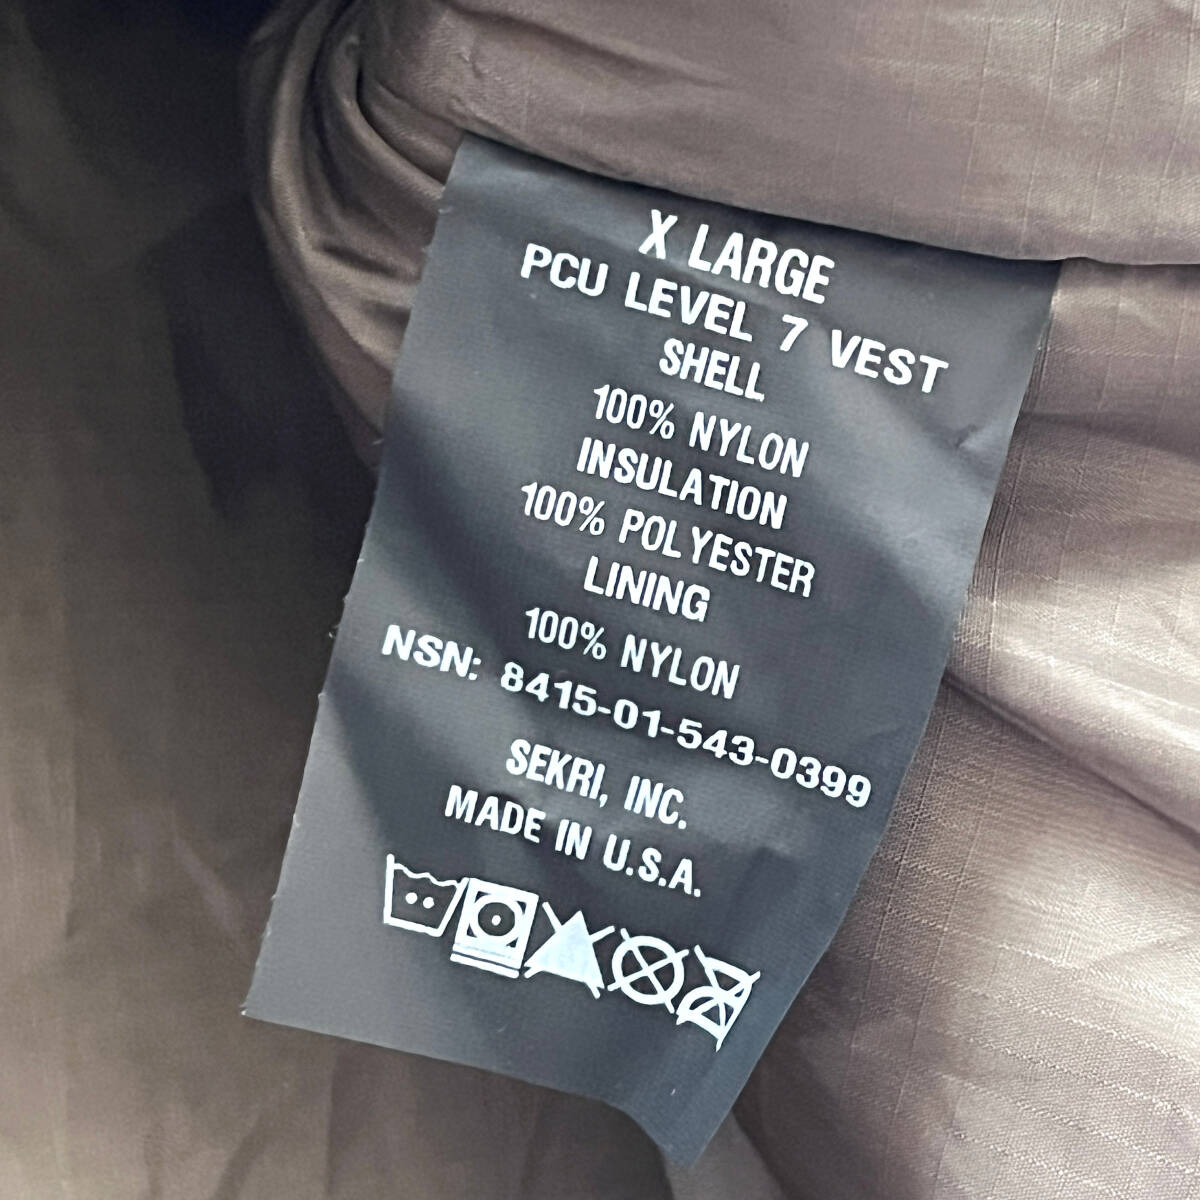 X LARGE
PCU LEVEL 7 VEST
SHELL
100% NYLON
INSULATION
100% POLYESTER
LINING
100% NYLON
NSN: 8415-01-543-0399
SEKRI, INC.
MADE IN U.S.A.